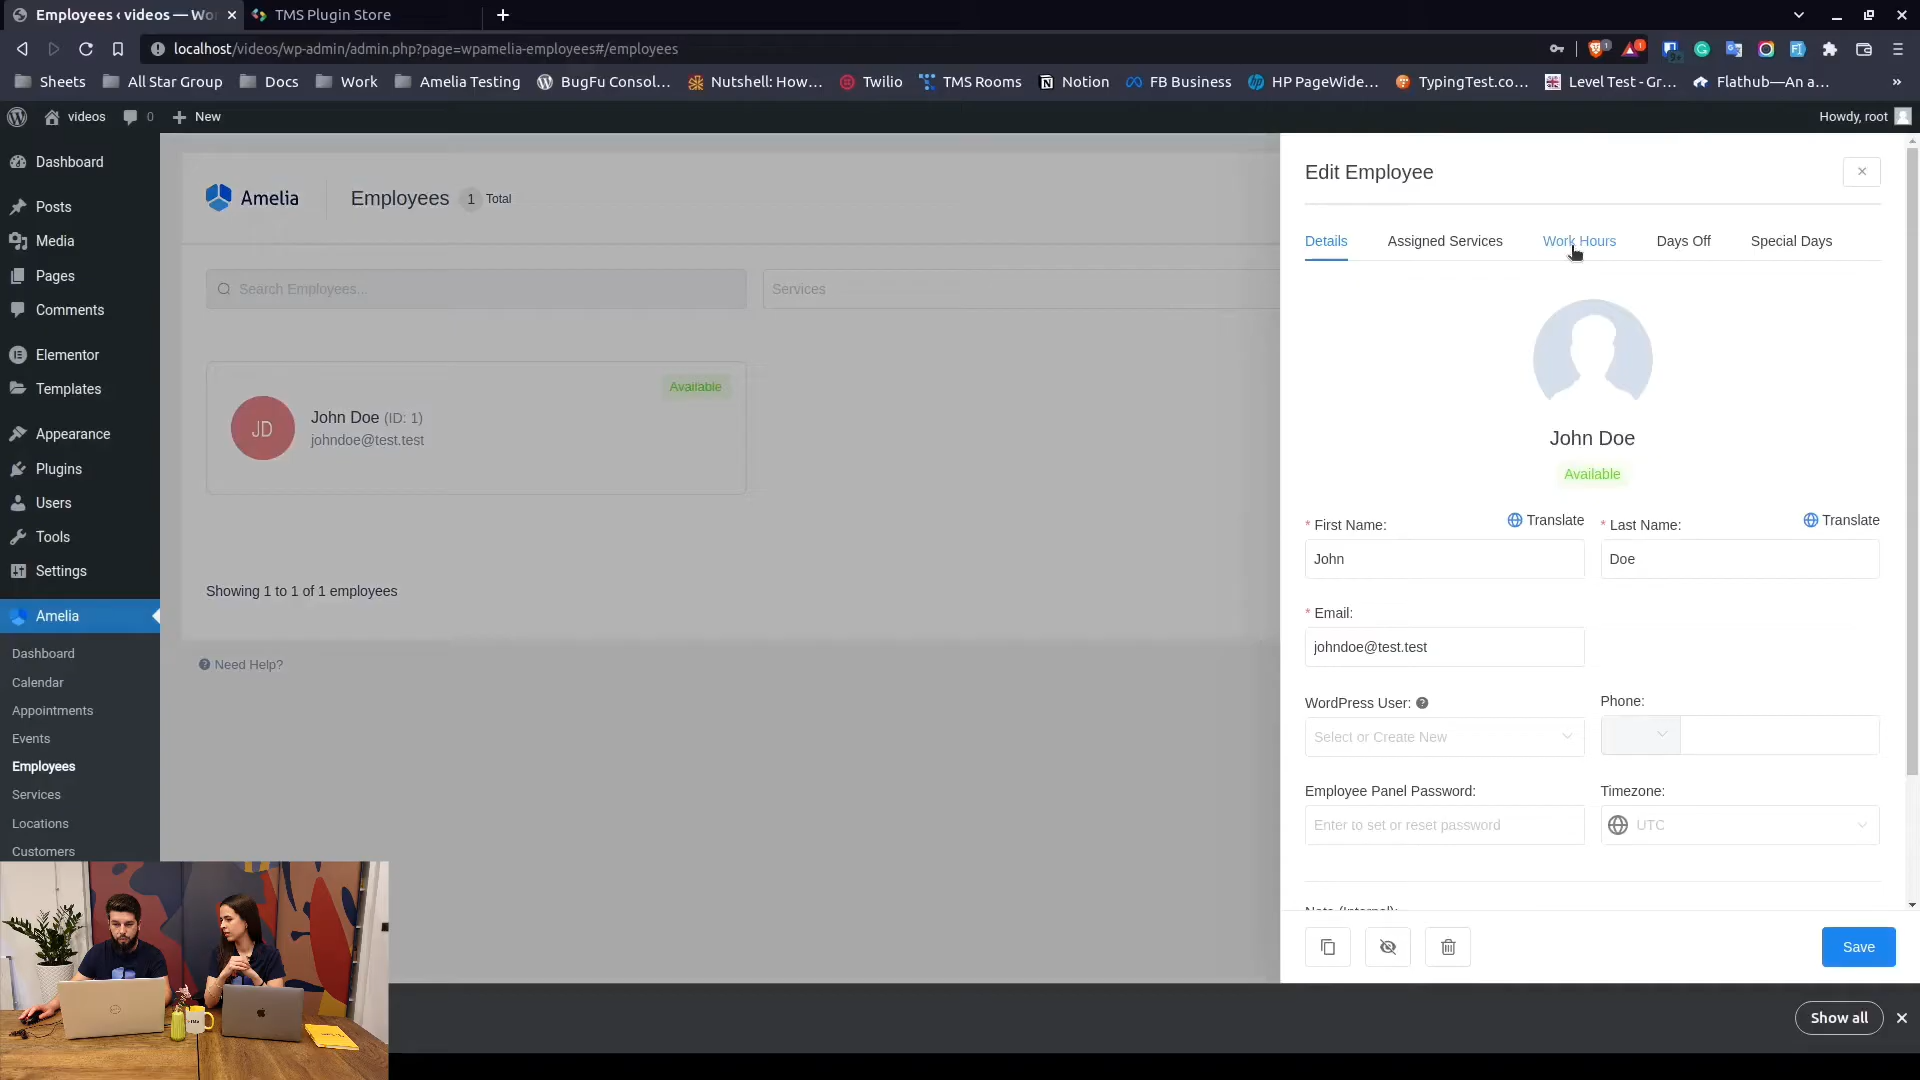 Employees ‹ videos — Wo
TMS Plugin Store
localhost/videos/wp-admin/admin.php?page=wpamelia-employees#/employees
Sheets
All Star Group
Docs
Work
Amelia Testing
BugFu Consol...
Nutshell: How...
Twilio
TMS Rooms
Notion
FB Business
HP PageWide...
TypingTest.co...
Level Test - Gr...
Flathub—An a...
videos
0
New
Howdy, root
Dashboard
Posts
Media
Pages
Comments
Elementor
Templates
Appearance
Plugins
Users
Tools
Settings
Amelia
Dashboard
Calendar
Appointments
Events
Employees
Services
Locations
Customers
Amelia
Employees 1 Total
Search Employees...
Services
Available
JD
John Doe (ID: 1)
johndoe@test.test
Showing 1 to 1 of 1 employees
Need Help?
Edit Employee
Details
Assigned Services
Work Hours
Days Off
Special Days
John Doe
Available
* First Name:
Translate
* Last Name:
Translate
John
Doe
* Email:
johndoe@test.test
WordPress User:
Phone:
Select or Create New
Employee Panel Password:
Timezone:
Enter to set or reset password
UTC
Note (Internal):
Save
Show all